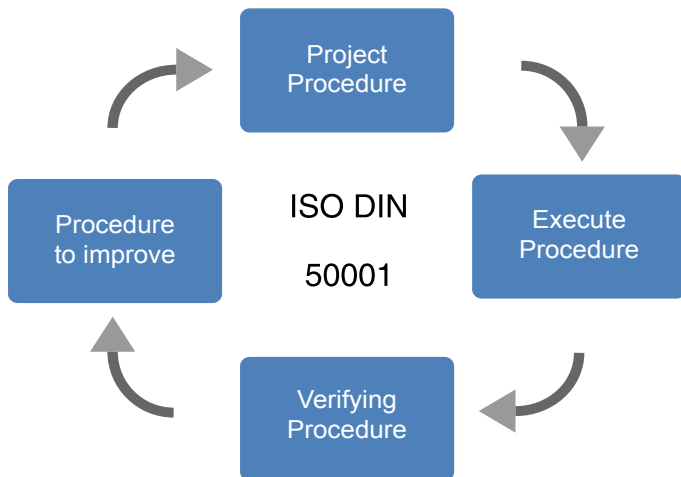 Project
Procedure
Execute
Procedure
Verifying
Procedure
Procedure
to improve
ISO DIN
50001